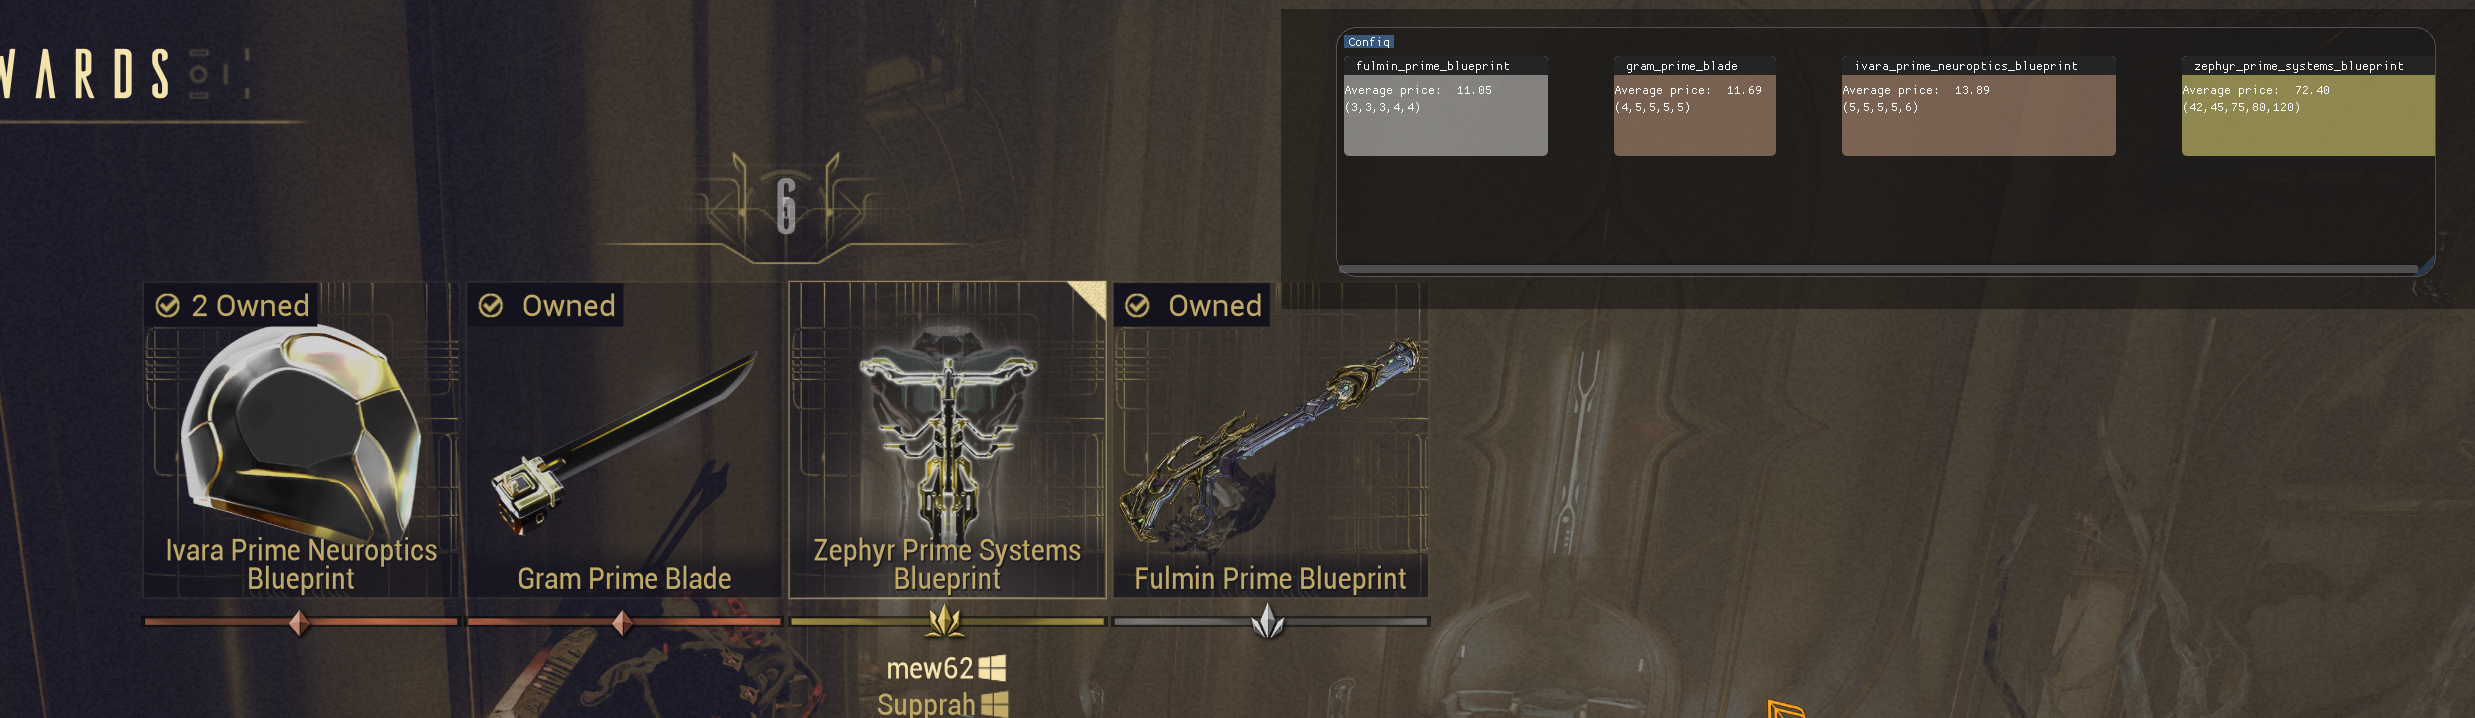 WARDS
Config
fulmin_prime_blueprint
Average price: 11.05
(3,3,3,4,4)
gram_prime_blade
Average price: 11.69
(4,5,5,5,5)
ivara_prime_neuroptics_blueprint
Average price: 13.89
(5,5,5,5,6)
zephyr_prime_systems_blueprint
Average price: 72.40
(42,45,75,80,120)
6
2 Owned
Ivara Prime Neuroptics
Blueprint
Owned
Gram Prime Blade
Zephyr Prime Systems
Blueprint
Owned
Fulmin Prime Blueprint
mew62
Supprah